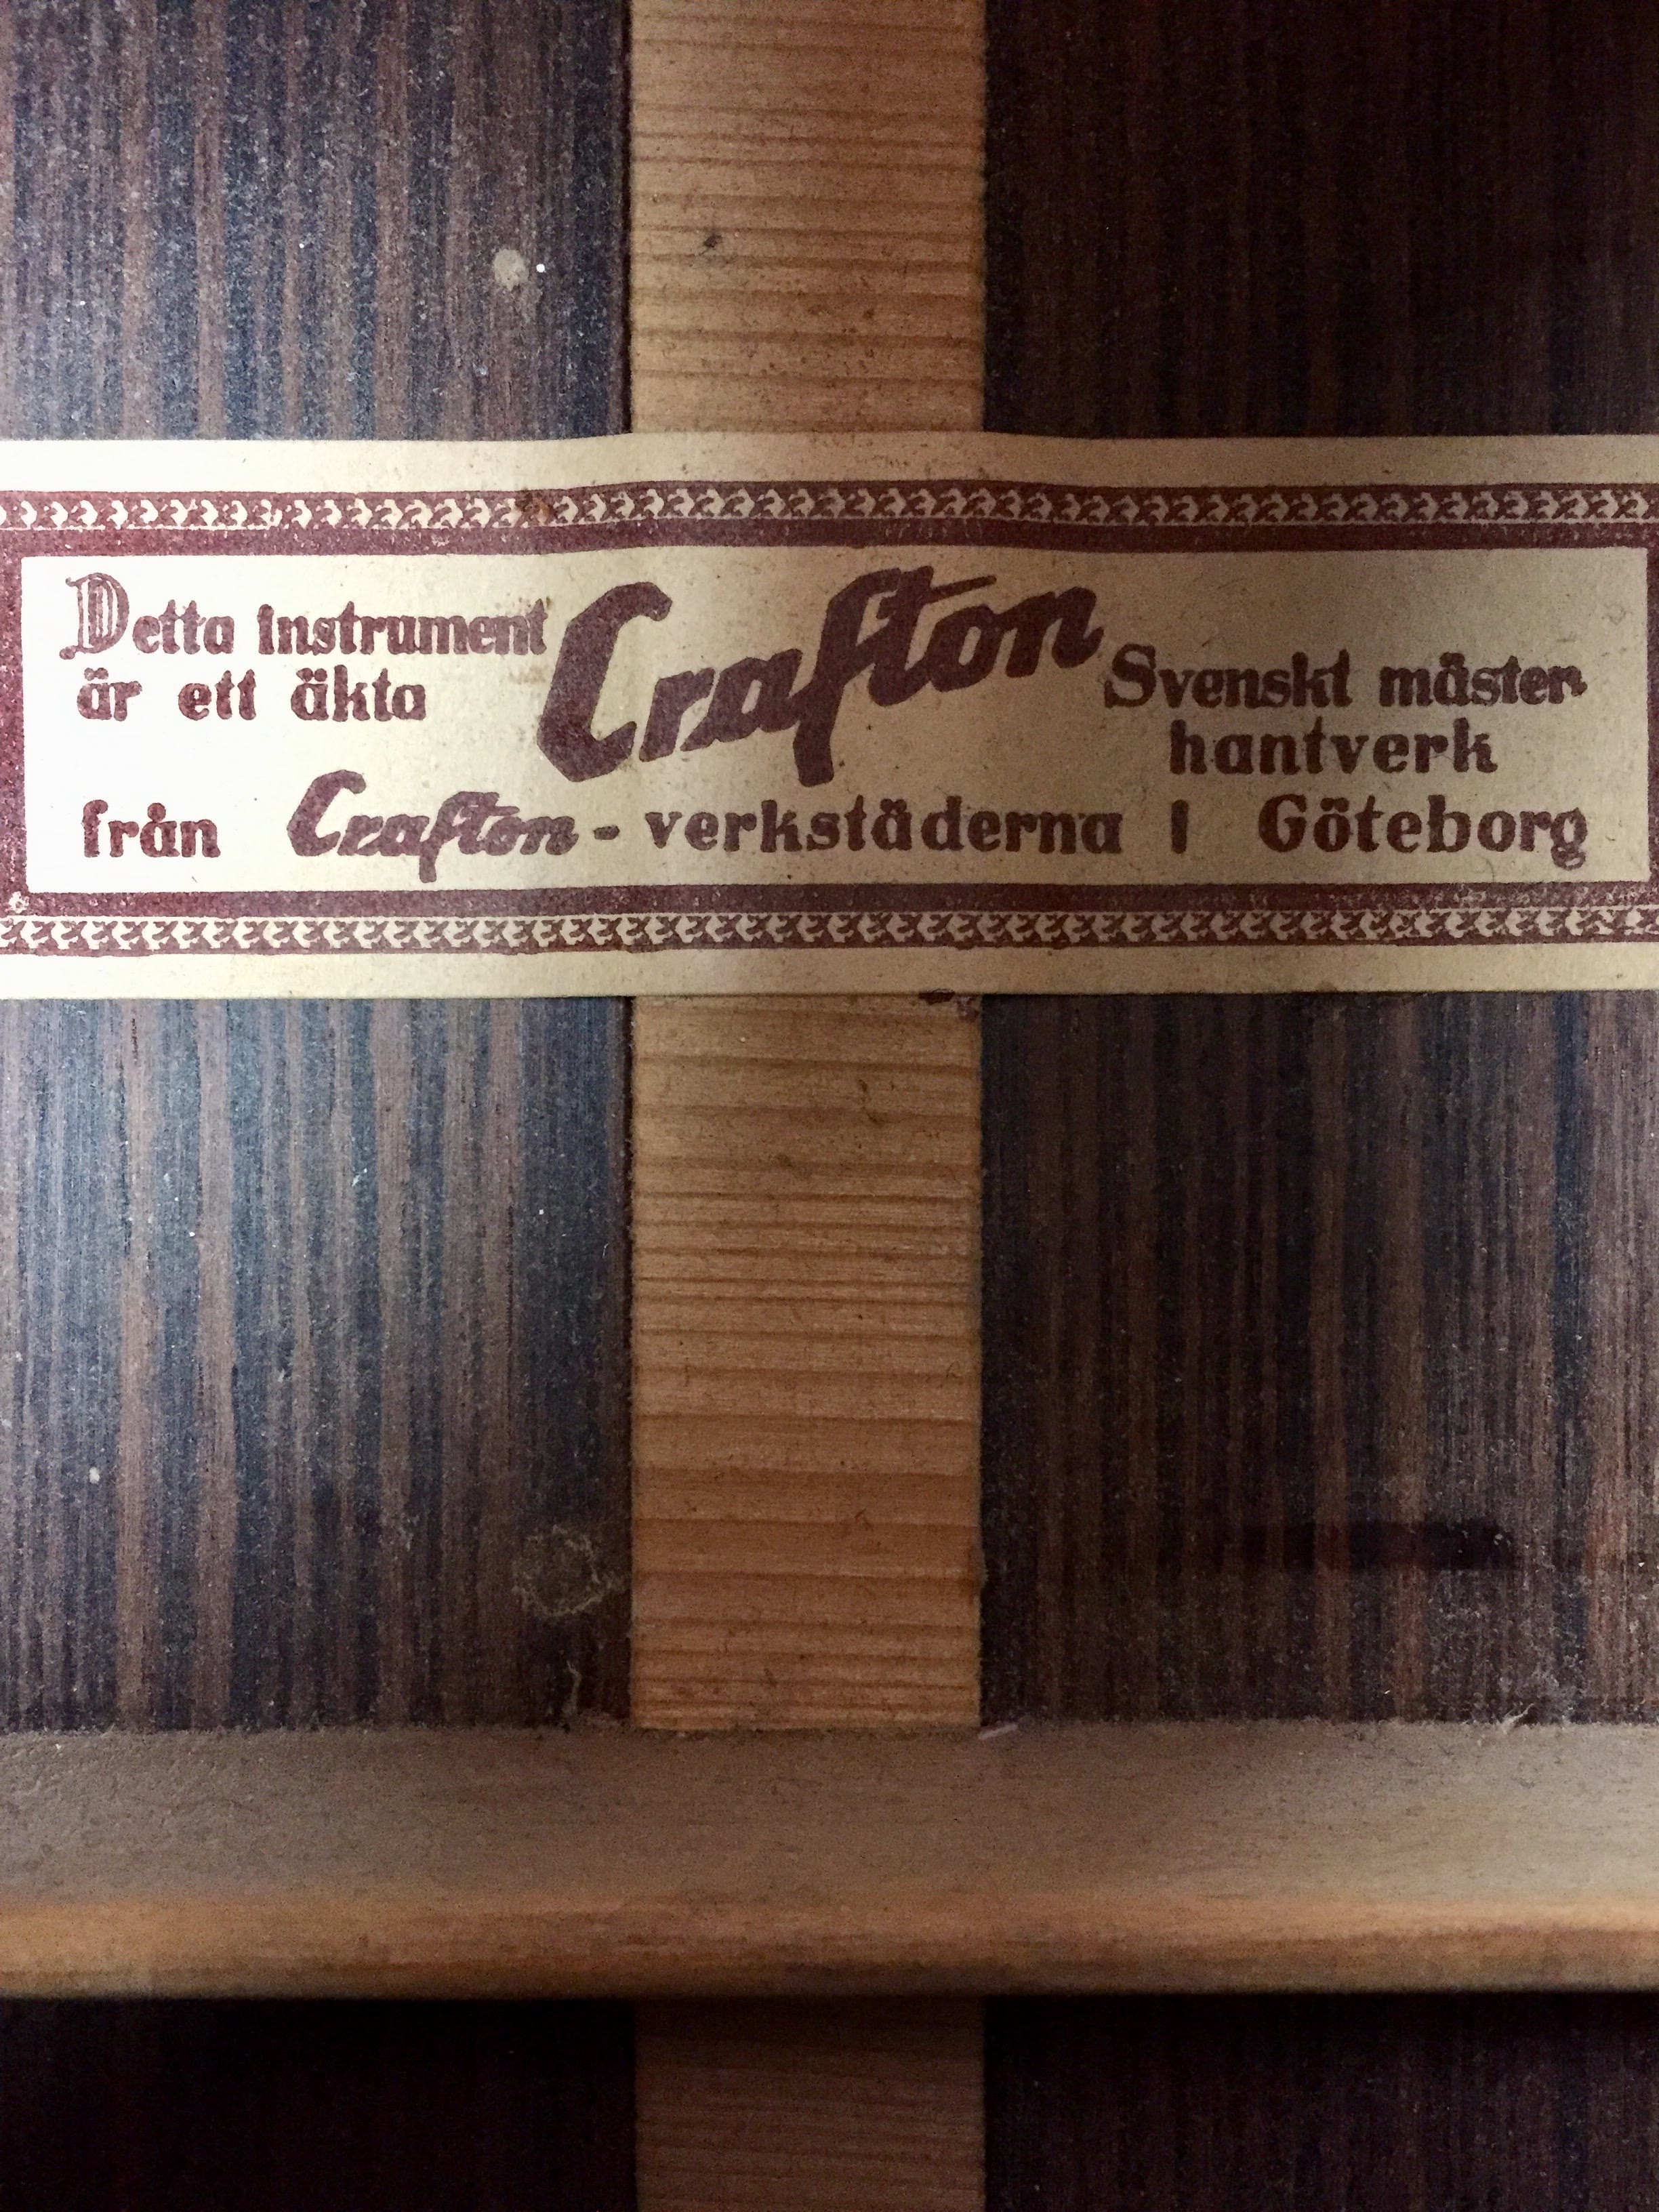 Detta instrument
är ett äkta
Crafton
Svenskt mäster
hantverk
från Crafton - verkstäderna I Göteborg